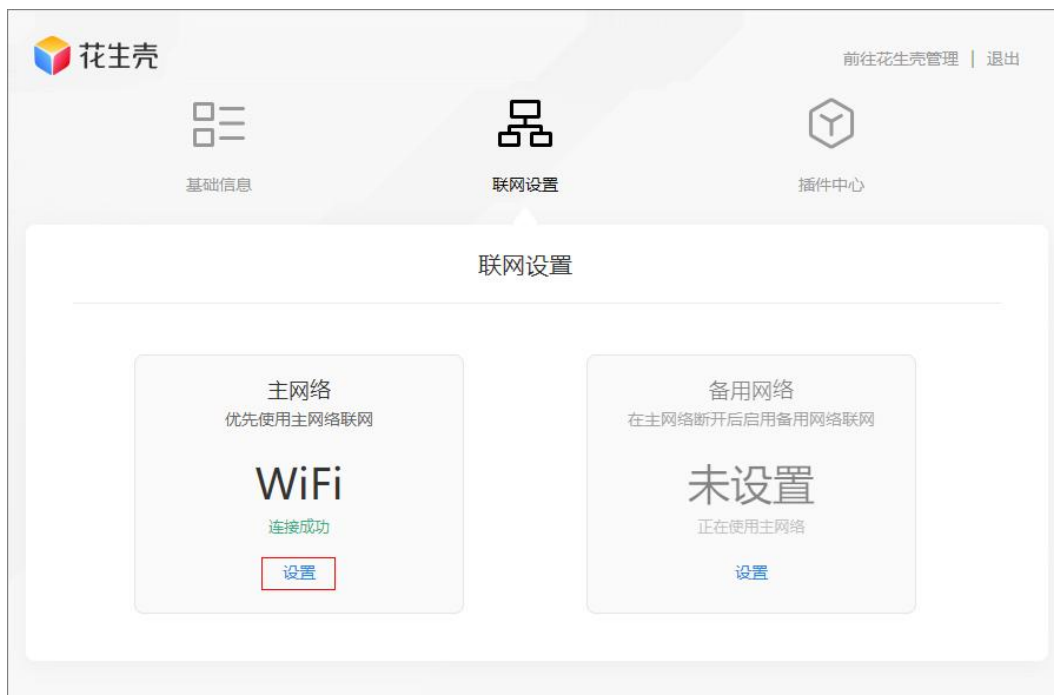 花生壳
前往花生壳管理 | 退出
基础信息
联网设置
插件中心
联网设置
主网络
优先使用主网络联网
WiFi
连接成功
设置
备用网络
在主网络断开后启用备用网络联网
未设置
正在使用主网络
设置